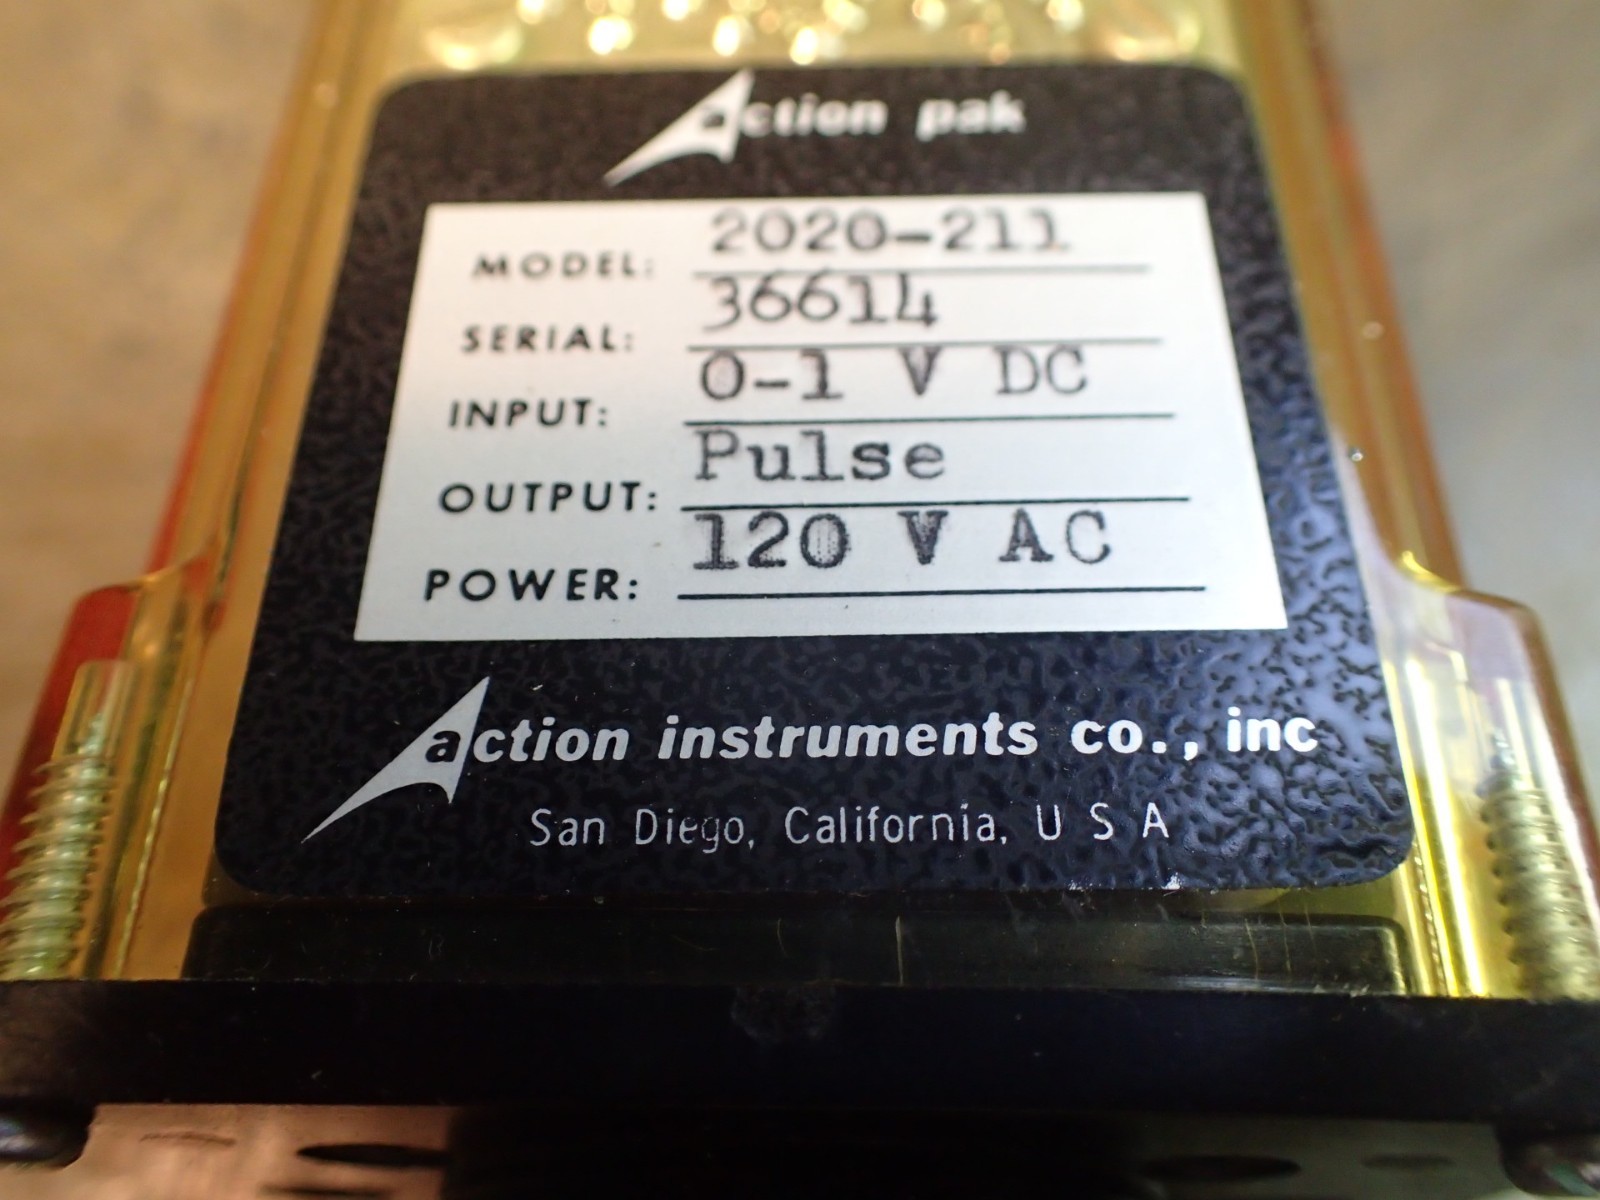 action pak
MODEL: 2020-211
SERIAL: 36614
INPUT: 0-1 V DC
OUTPUT: Pulse
POWER: 120 V AC
action instruments co., inc
San Diego, California, U S A